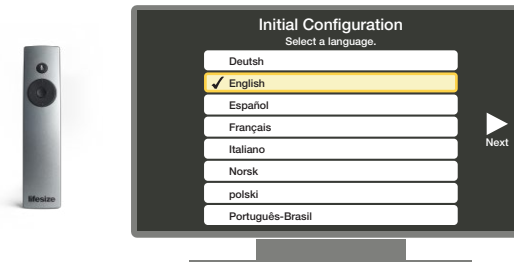 lifesize
Initial Configuration
Select a language.
Deutsh
English
Español
Français
Italiano
Norsk
polski
Português-Brasil
Next